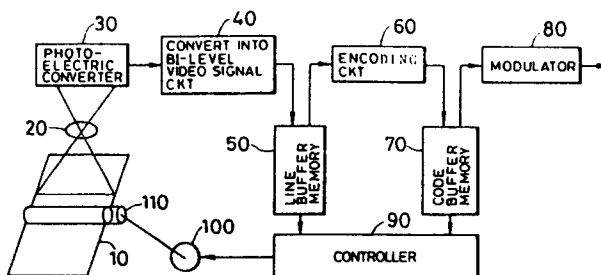 30
PHOTO-
ELECTRIC
CONVERTER
40
CONVERT INTO
BI-LEVEL
VIDEO SIGNAL
CKT
60
ENCODING
CKT
80
MODULATOR
20
50
LINE
BUFFER
MEMORY
70
CODE
BUFFER
MEMORY
110
100
90
CONTROLLER
10